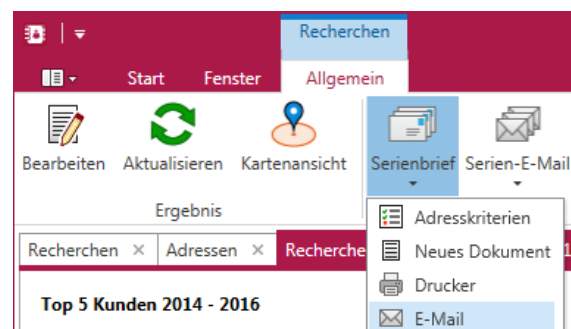 Recherchen
Start Fenster Allgemein
Bearbeiten Aktualisieren Kartenansicht Serienbrief Serien-E-Mail
Ergebnis
Adresskriterien
Recherchen × Adressen × Recherche Neues Dokument
Drucker
Top 5 Kunden 2014 - 2016
E-Mail